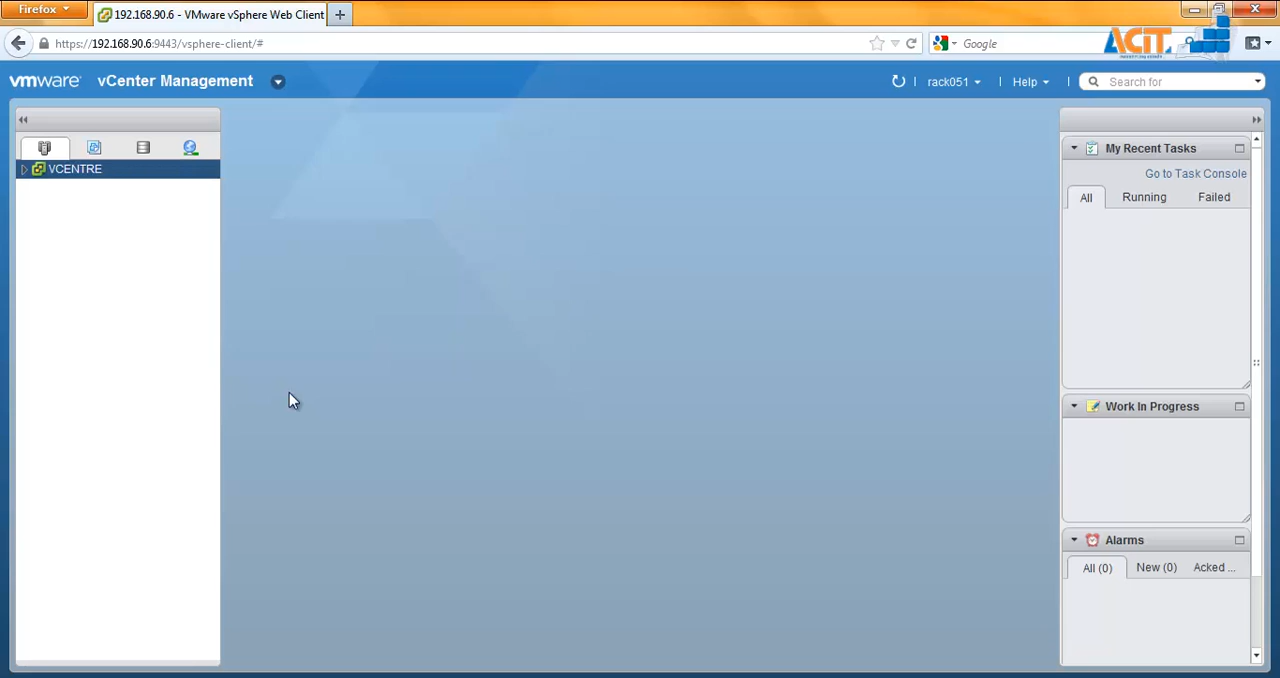 Firefox
192.168.90.6 - VMware vSphere Web Client
https://192.168.90.6:9443/vsphere-client/#
Google
ACiT
vmware vCenter Management
rack051
Help
Search for
VCENTRE
My Recent Tasks
Go to Task Console
All Running Failed
Work In Progress
Alarms
All (0) New (0) Acked ...